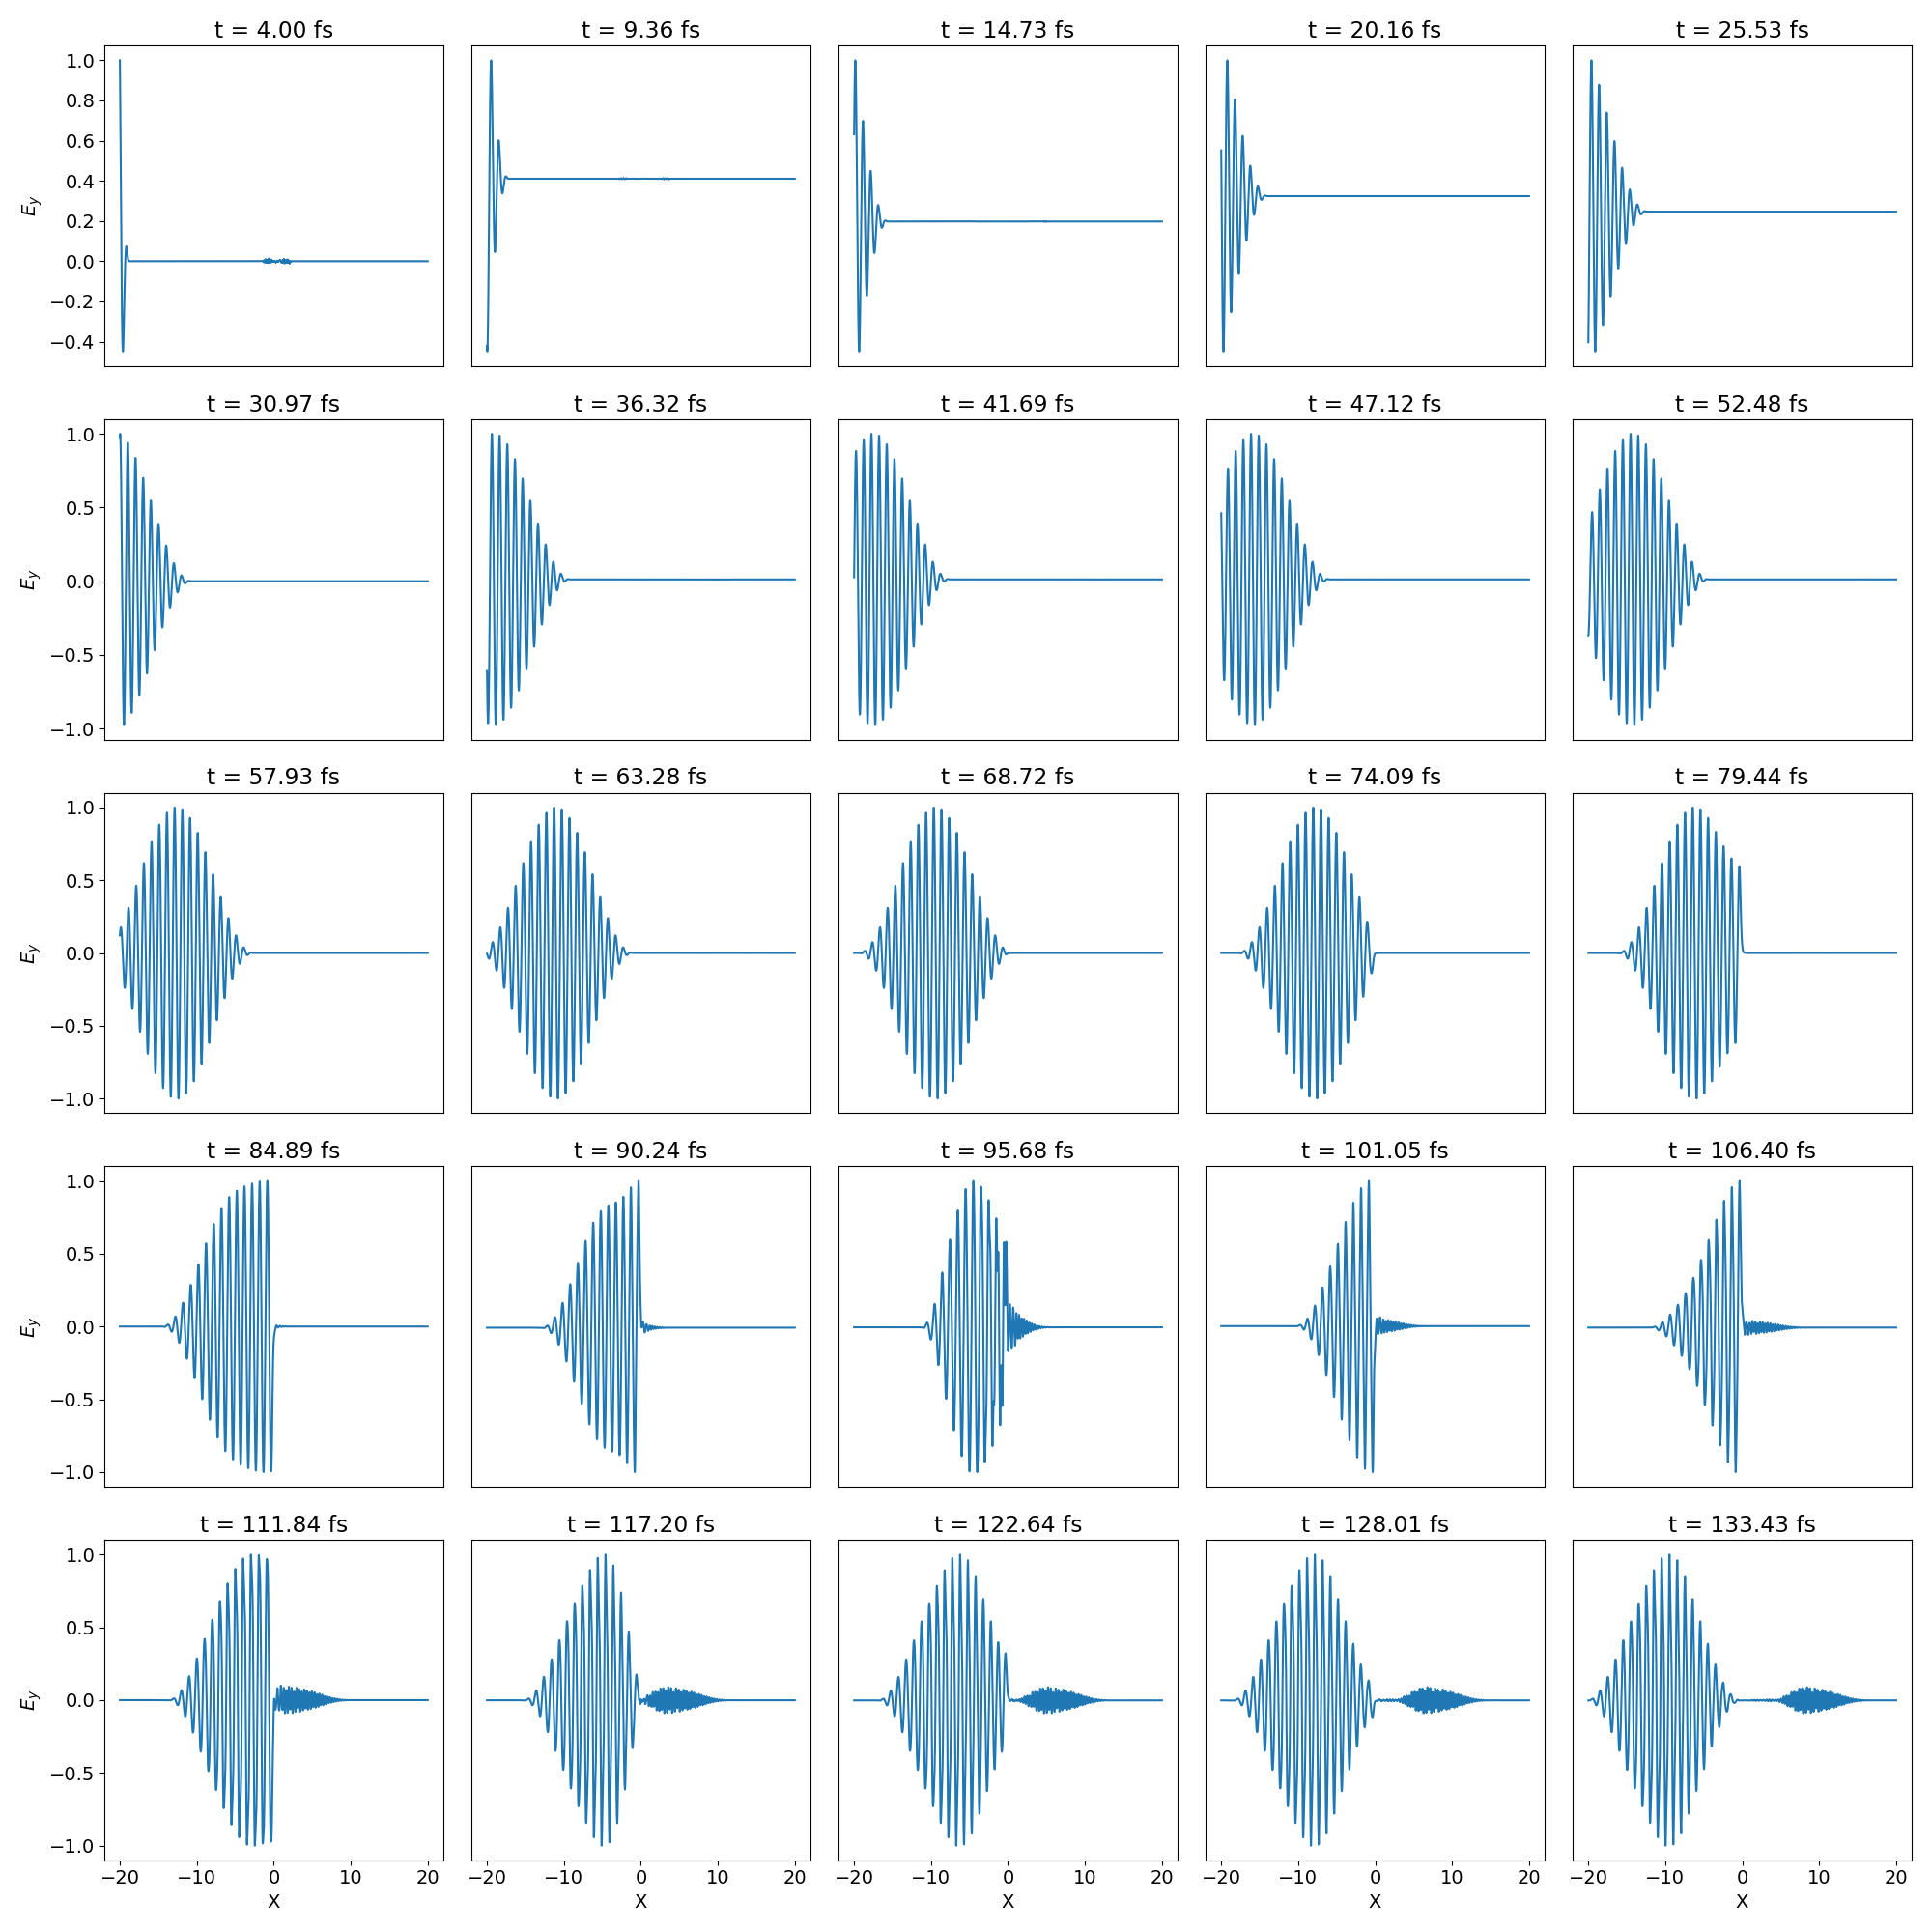 t = 4.00 fs t = 9.36 fs t = 14.73 fs t = 20.16 fs t = 25.53 fs
1.0
0.8
0.6
0.4
0.2
0.0
−0.2
−0.4
E_y
t = 30.97 fs t = 36.32 fs t = 41.69 fs t = 47.12 fs t = 52.48 fs
1.0
0.5
0.0
−0.5
−1.0
E_y
t = 57.93 fs t = 63.28 fs t = 68.72 fs t = 74.09 fs t = 79.44 fs
1.0
0.5
0.0
−0.5
−1.0
E_y
t = 84.89 fs t = 90.24 fs t = 95.68 fs t = 101.05 fs t = 106.40 fs
1.0
0.5
0.0
−0.5
−1.0
E_y
t = 111.84 fs t = 117.20 fs t = 122.64 fs t = 128.01 fs t = 133.43 fs
1.0
0.5
0.0
−0.5
−1.0
E_y
−20 −10 0 10 20 −20 −10 0 10 20 −20 −10 0 10 20 −20 −10 0 10 20 −20 −10 0 10 20
X X X X X